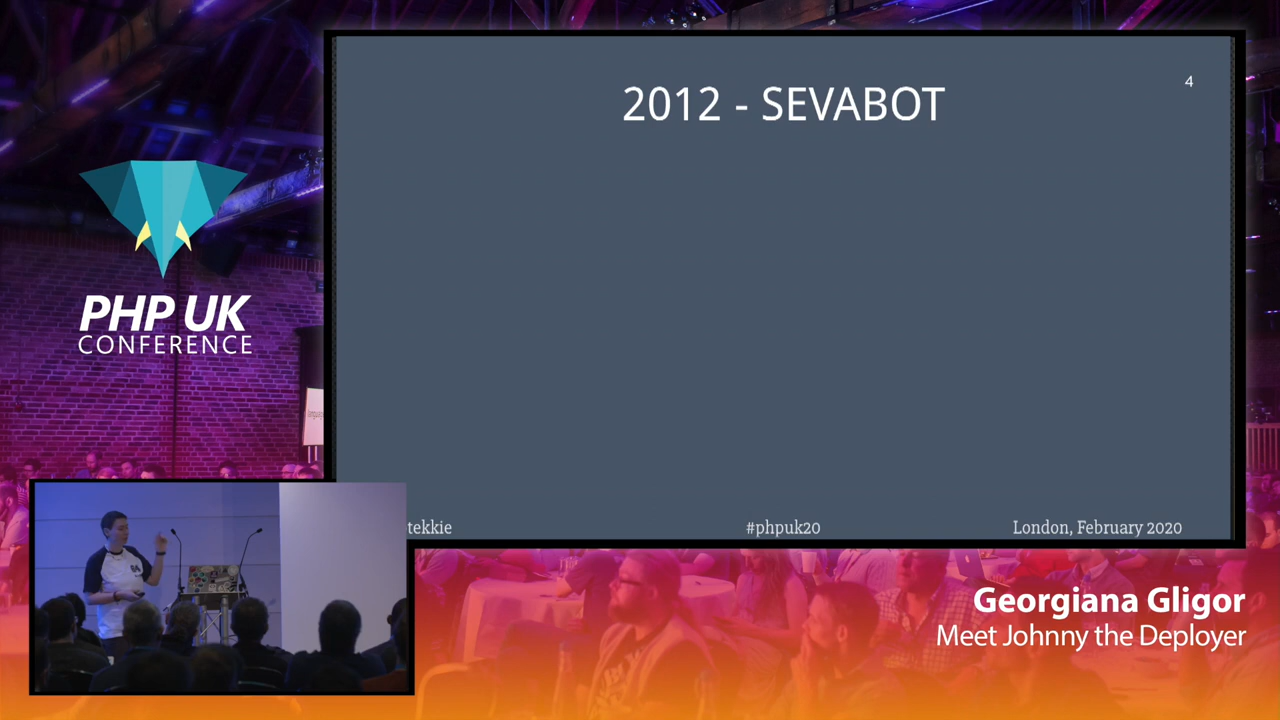 4
2012 - SEVABOT
PHP UK
CONFERENCE
tekkie
#phpuk20
London, February 2020
Georgiana Gligor
Meet Johnny the Deployer